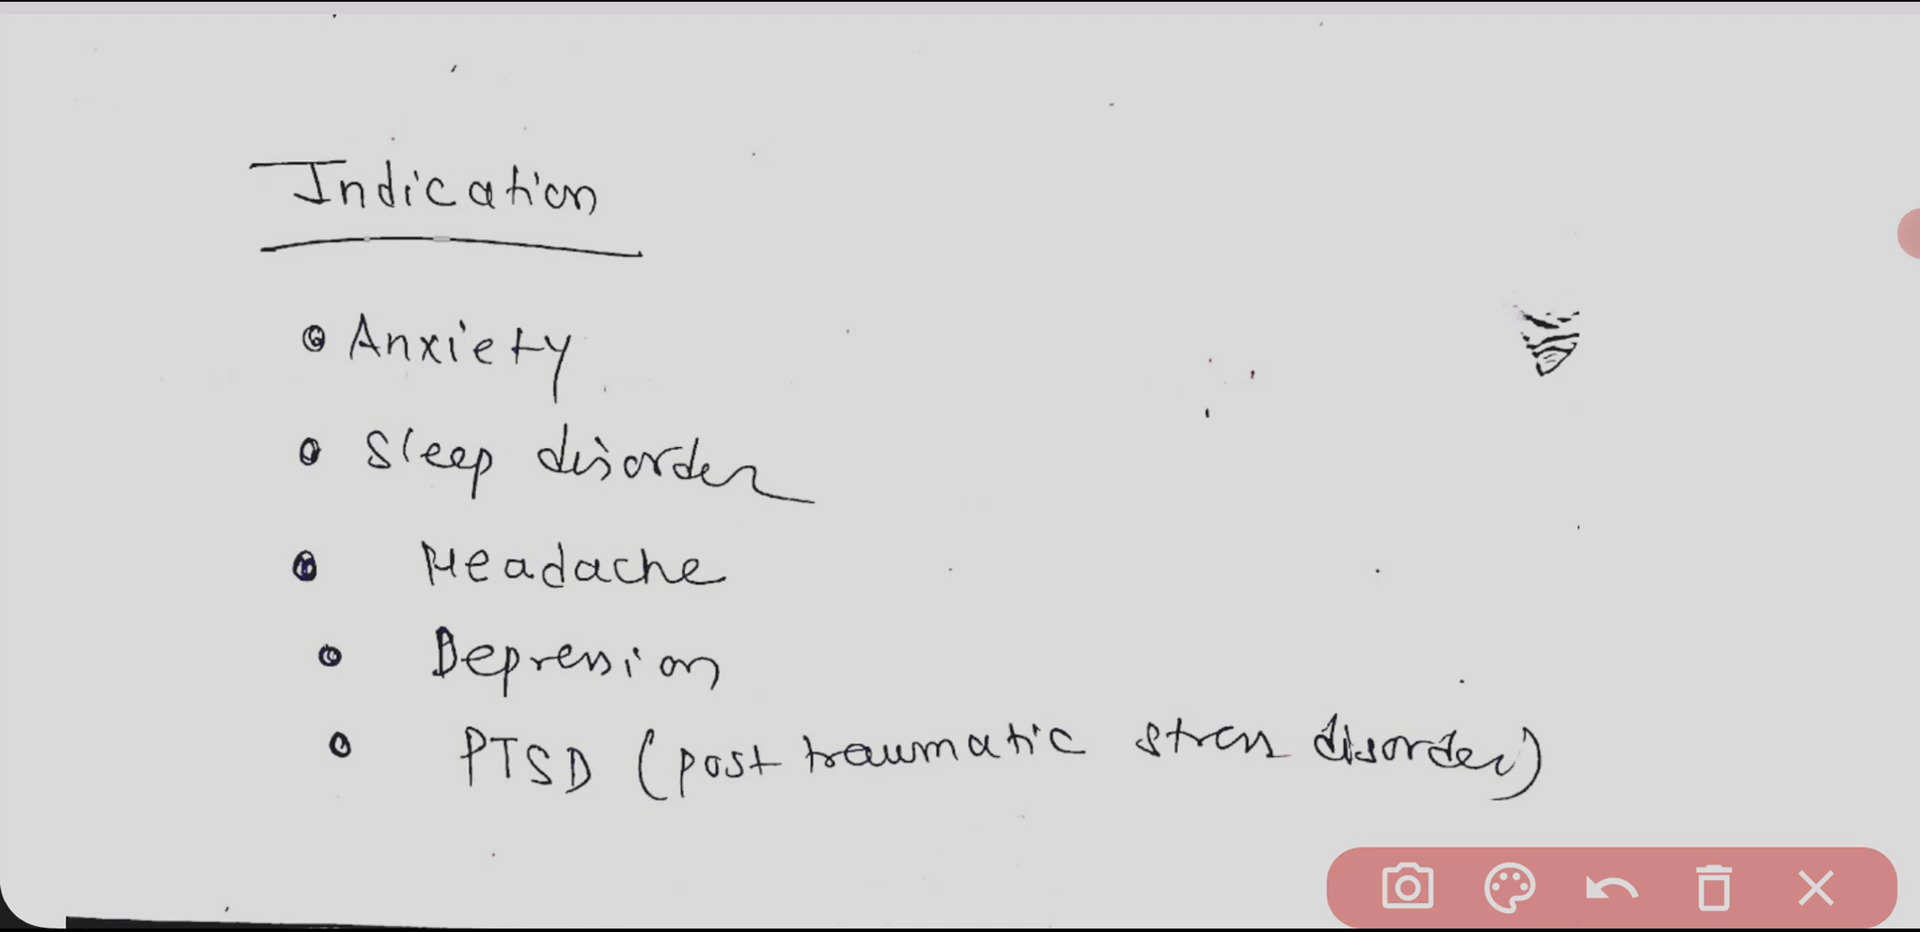 Indication
Anxiety
Sleep disorder
Headache
Depression
PTSD (post traumatic stress disorder)